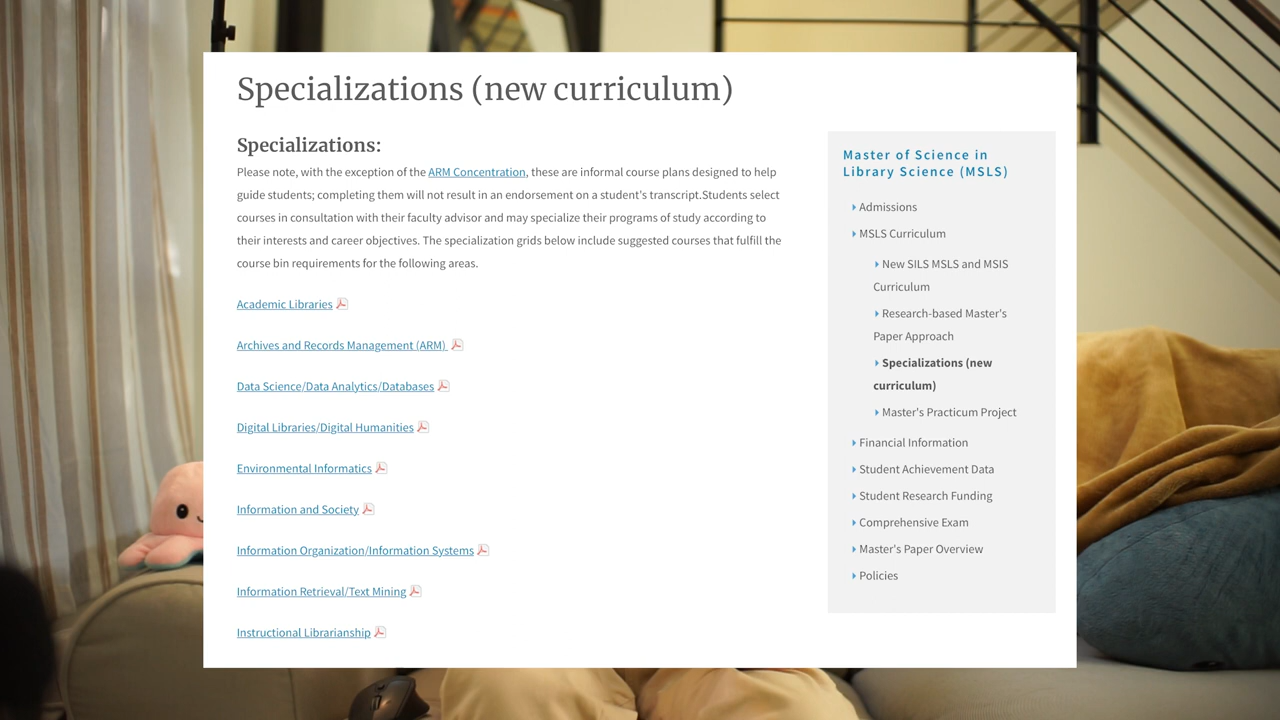 Specializations (new curriculum)
Specializations:
Please note, with the exception of the ARM Concentration, these are informal course plans designed to help
guide students; completing them will not result in an endorsement on a student's transcript.Students select
courses in consultation with their faculty advisor and may specialize their programs of study according to
their interests and career objectives. The specialization grids below include suggested courses that fulfill the
course bin requirements for the following areas.
Academic Libraries
Archives and Records Management (ARM)
Data Science/Data Analytics/Databases
Digital Libraries/Digital Humanities
Environmental Informatics
Information and Society
Information Organization/Information Systems
Information Retrieval/Text Mining
Instructional Librarianship
Master of Science in
Library Science (MSLS)
Admissions
MSLS Curriculum
New SILS MSLS and MSIS
Curriculum
Research-based Master's
Paper Approach
Specializations (new
curriculum)
Master's Practicum Project
Financial Information
Student Achievement Data
Student Research Funding
Comprehensive Exam
Master's Paper Overview
Policies